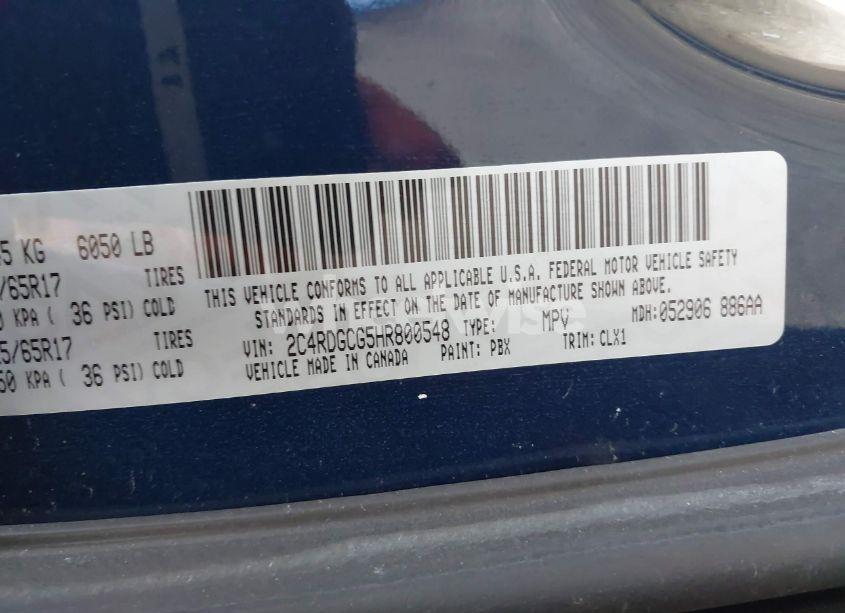 5 KG 6050 LB
/65R17 TIRES
0 KPA ( 36 PSI) COLD
5/65R17 TIRES
50 KPA ( 36 PSI) COLD
THIS VEHICLE CONFORMS TO ALL APPLICABLE U.S.A. FEDERAL MOTOR VEHICLE SAFETY
STANDARDS IN EFFECT ON THE DATE OF MANUFACTURE SHOWN ABOVE.
VIN: 2C4RDGCG5HR800548 TYPE: MPV MDH:052906 886AA
VEHICLE MADE IN CANADA PAINT: PBX TRIM:CLX1